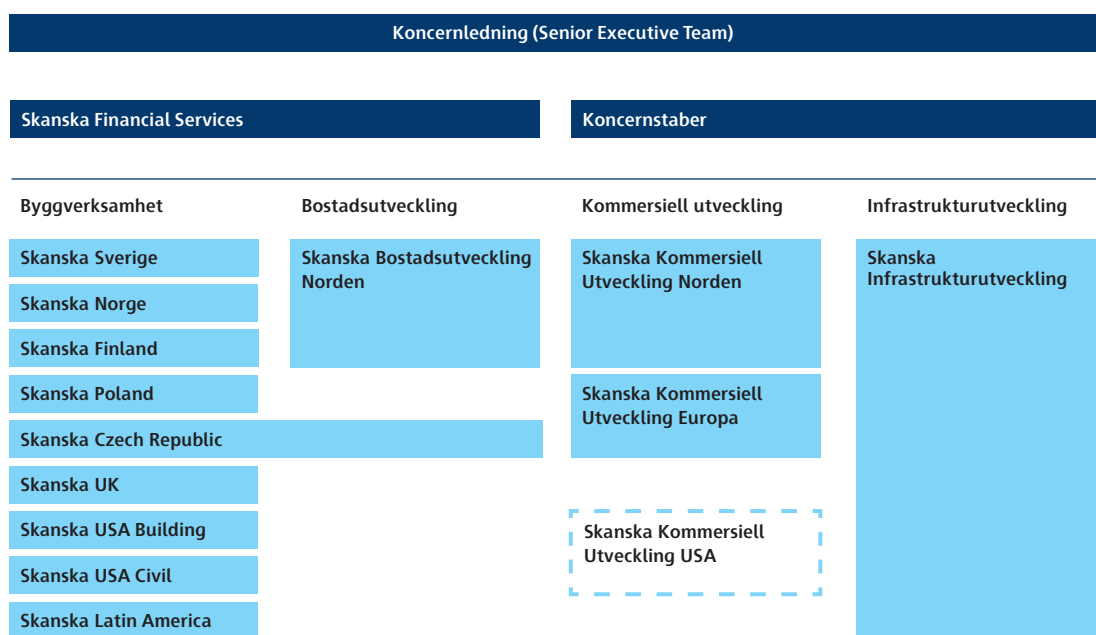 Koncernledning (Senior Executive Team)
Skanska Financial Services
Koncernstaber
Byggverksamhet
Bostadsutveckling
Kommersiell utveckling
Infrastrukturutveckling
Skanska Sverige
Skanska Norge
Skanska Finland
Skanska Poland
Skanska Czech Republic
Skanska UK
Skanska USA Building
Skanska USA Civil
Skanska Latin America
Skanska Bostadsutveckling
Norden
Skanska Kommersiell
Utveckling Norden
Skanska Kommersiell
Utveckling Europa
Skanska Kommersiell
Utveckling USA
Skanska
Infrastrukturutveckling